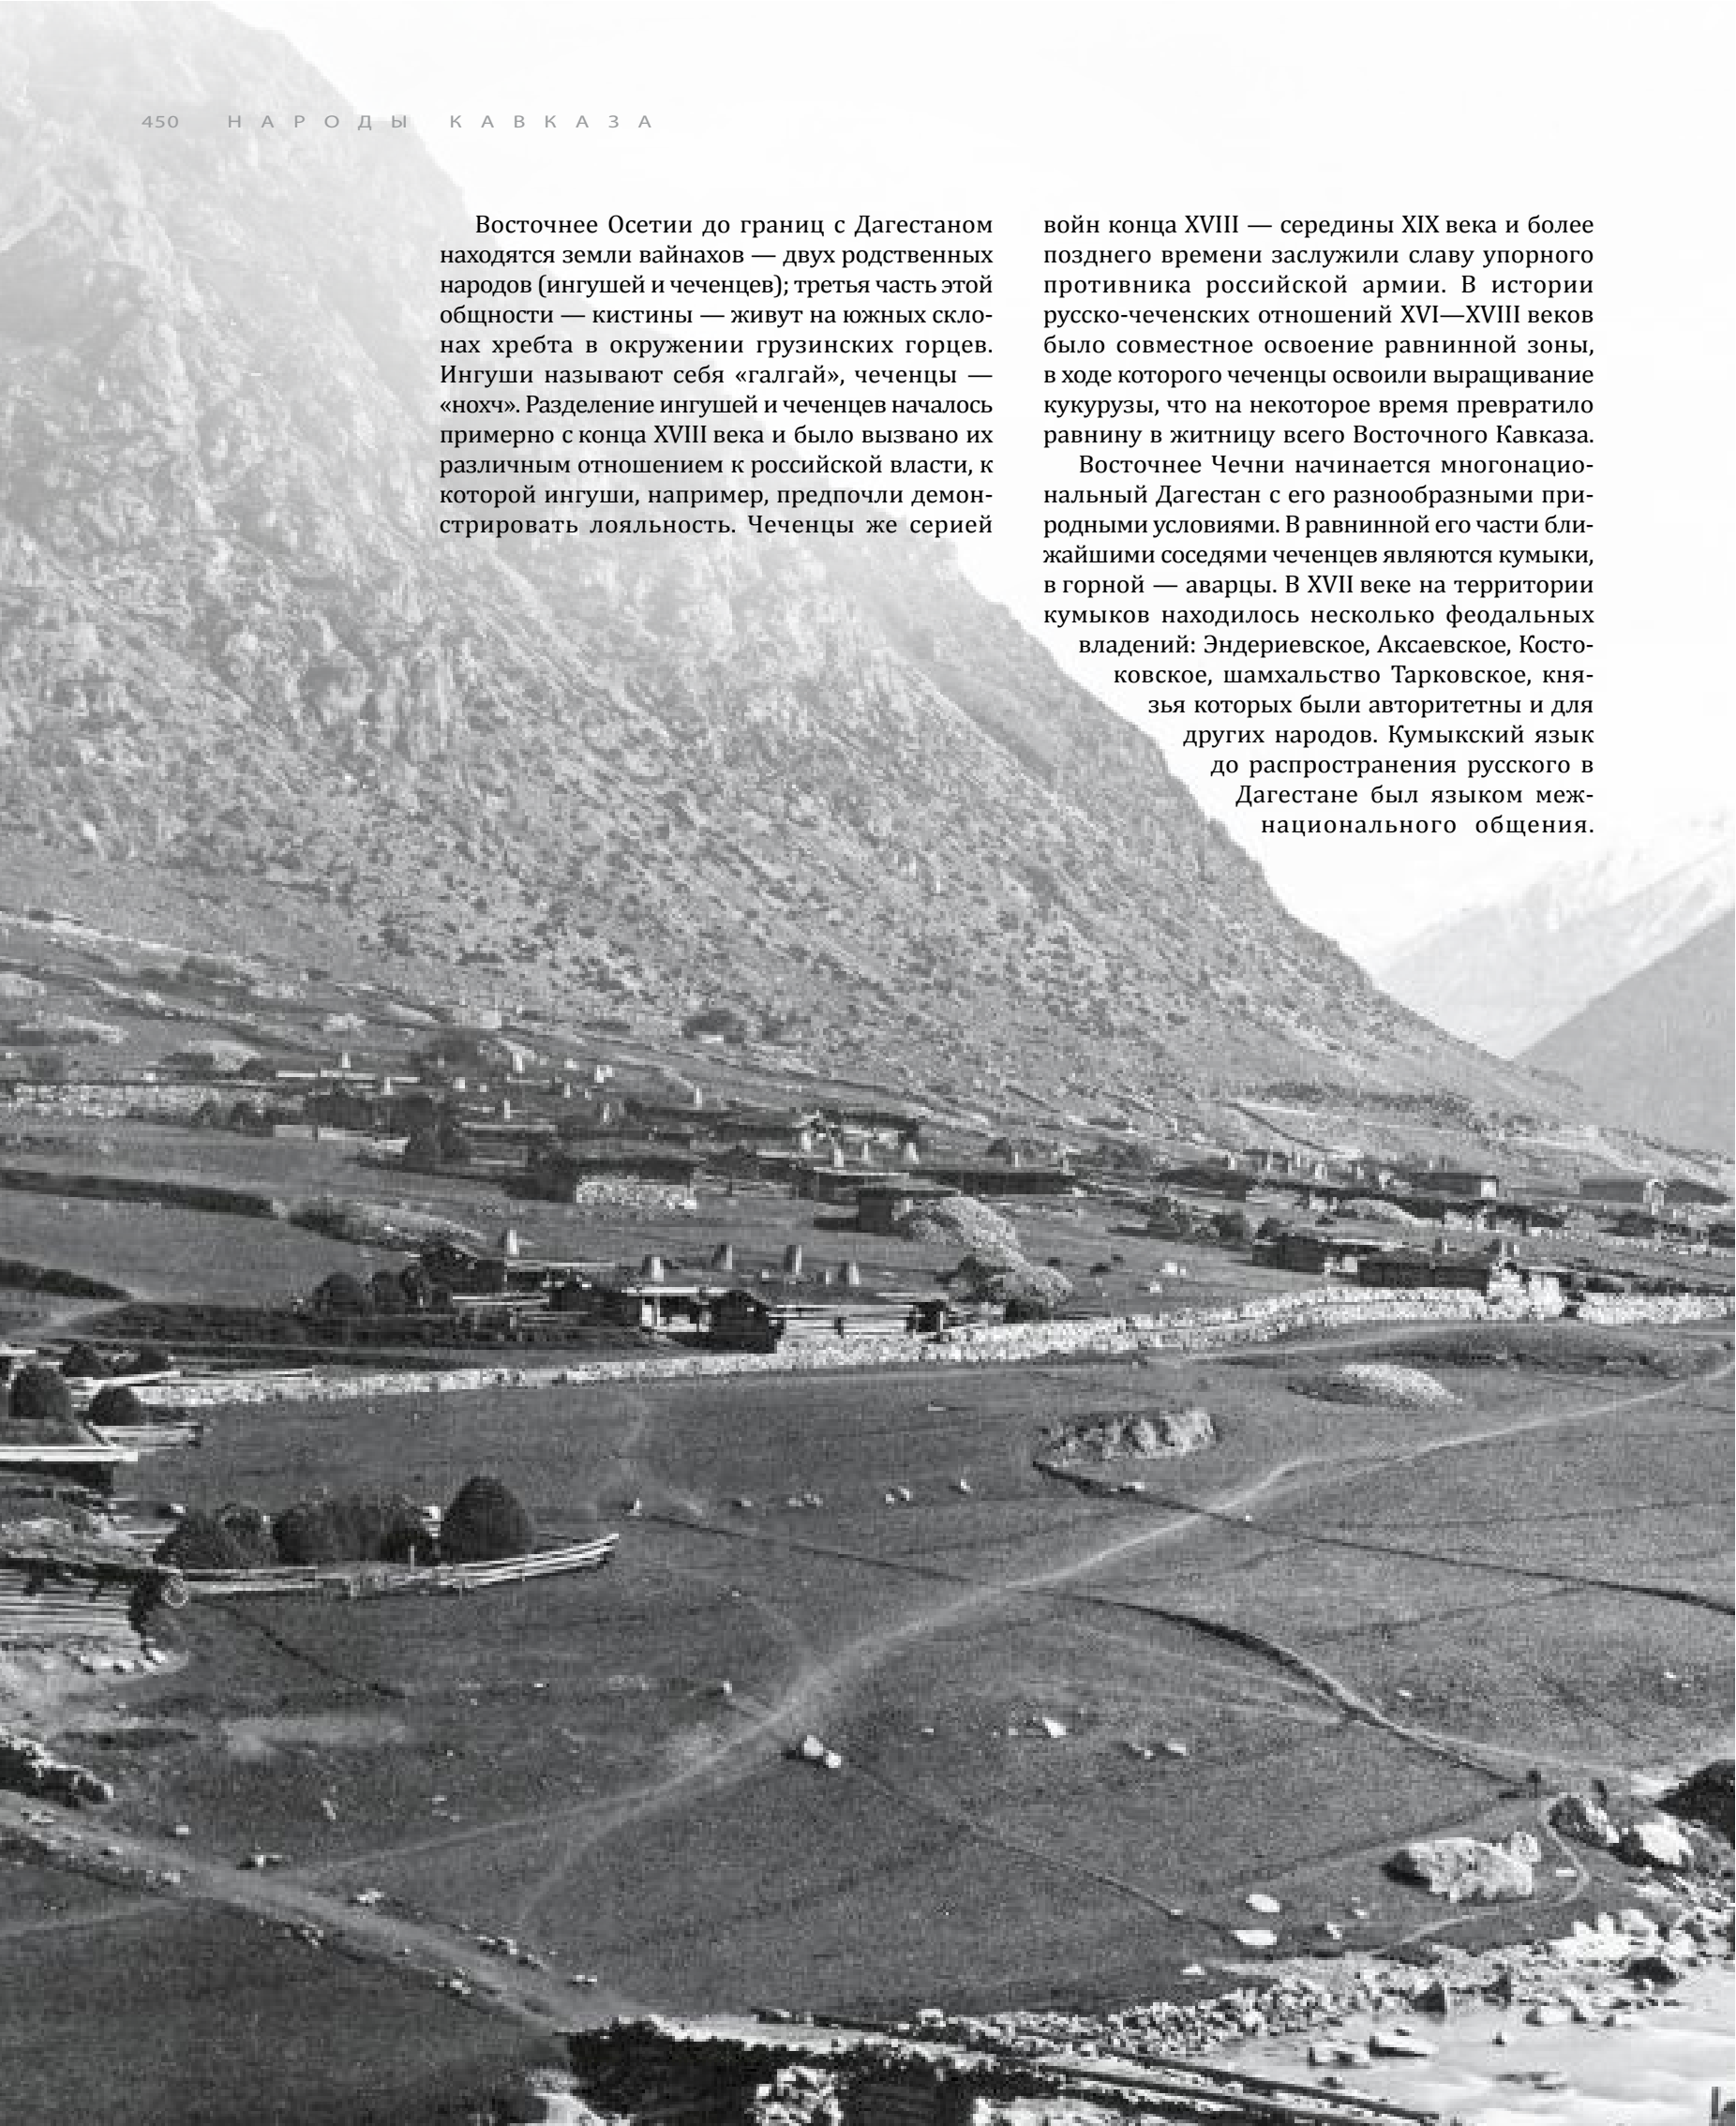 450 НАРОДЫ КАВКАЗА
Восточнее Осетии до границ с Дагестаном
находятся земли вайнахов — двух родственных
народов (ингушей и чеченцев); третья часть этой
общности — кистины — живут на южных скло-
нах хребта в окружении грузинских горцев.
Ингуши называют себя «галгай», чеченцы —
«нохч». Разделение ингушей и чеченцев началось
примерно с конца XVIII века и было вызвано их
различным отношением к российской власти, к
которой ингуши, например, предпочли демон-
стрировать лояльность. Чеченцы же серией
войн конца XVIII — середины XIX века и более
позднего времени заслужили славу упорного
противника российской армии. В истории
русско-чеченских отношений XVI—XVIII веков
было совместное освоение равнинной зоны,
в ходе которого чеченцы освоили выращивание
кукурузы, что на некоторое время превратило
равнину в житницу всего Восточного Кавказа.
Восточнее Чечни начинается многонацио-
нальный Дагестан с его разнообразными при-
родными условиями. В равнинной его части бли-
жайшими соседями чеченцев являются кумыки,
в горной — аварцы. В XVII веке на территории
кумыков находилось несколько феодальных
владений: Эндериевское, Аксаевское, Косто-
ковское, шамхальство Тарковское, кня-
зья которых были авторитетны и для
других народов. Кумыкский язык
до распространения русского в
Дагестане был языком меж-
национального общения.